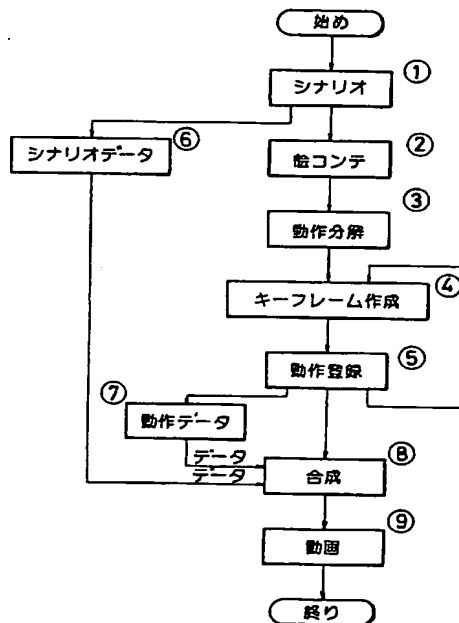 始め
①
シナリオ
⑥
シナリオデータ
②
絵コンテ
③
動作分解
④
キーフレーム作成
⑤
動作登録
⑦
動作データ
データ
データ
⑧
合成
⑨
動画
終り